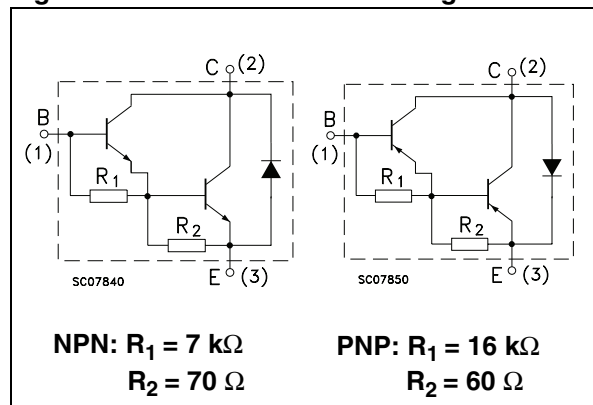 C (2)
B
(1)
R1
R2
E (3)
SC07840
C (2)
B
(1)
R1
R2
E (3)
SC07850
NPN: R1 = 7 kΩ
R2 = 70 Ω
PNP: R1 = 16 kΩ
R2 = 60 Ω